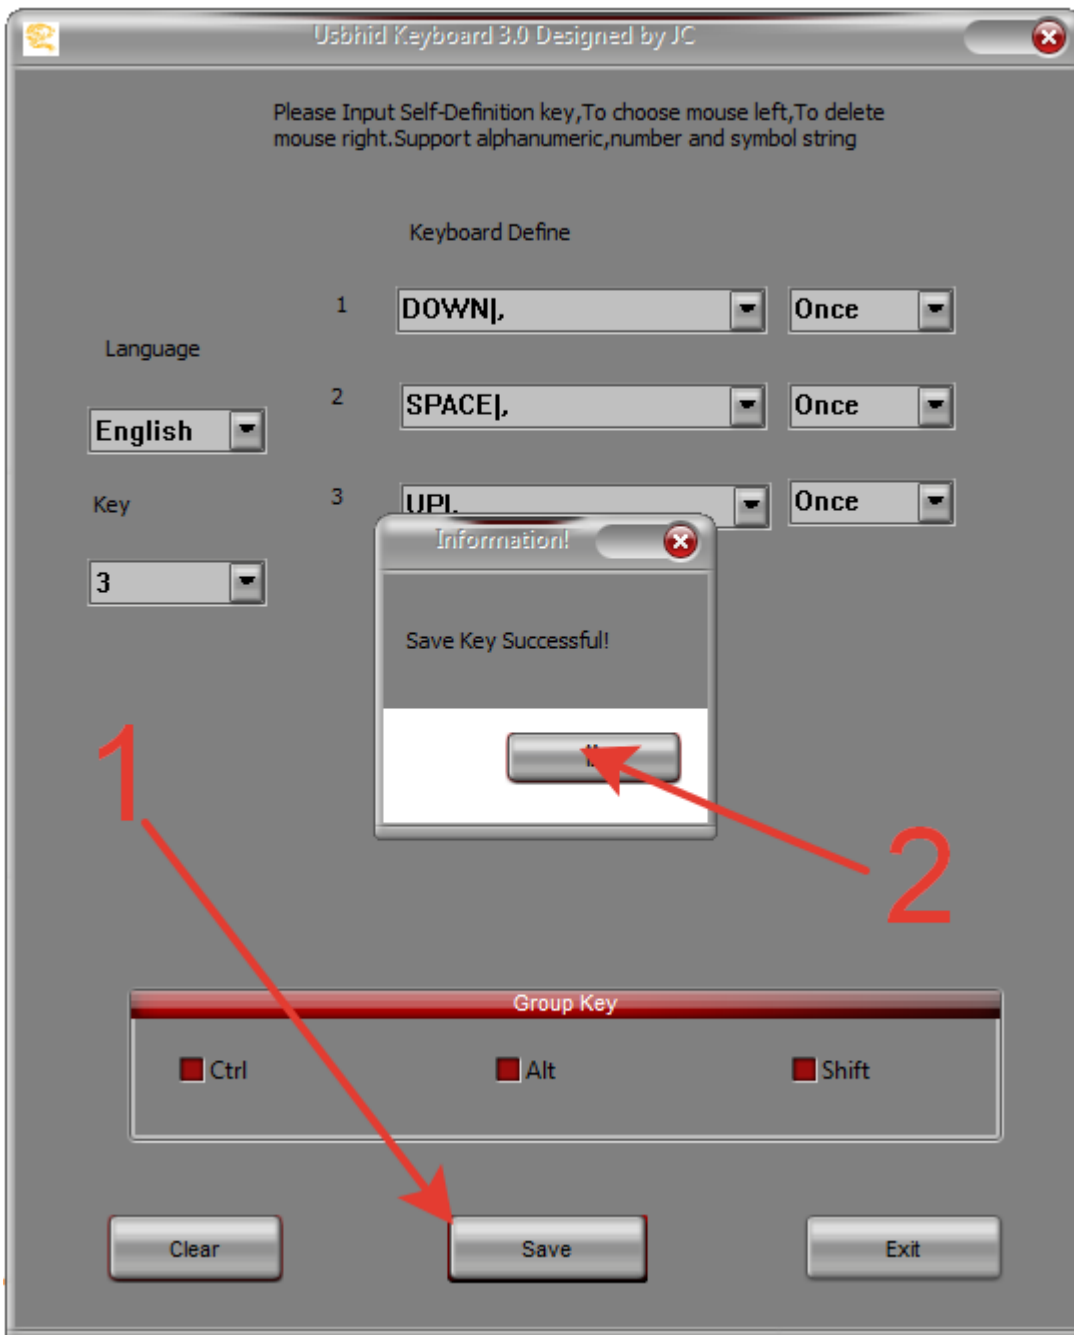 Usbhid Keyboard 3.0 Designed by JC
Please Input Self-Definition key,To choose mouse left,To delete
mouse right.Support alphanumeric,number and symbol string
Keyboard Define
1 DOWN|, Once
Language
2 SPACE|, Once
English
Key
3 UP|, Once
Information!
3
Save Key Successful!
1
2
Group Key
Ctrl Alt Shift
Clear Save Exit